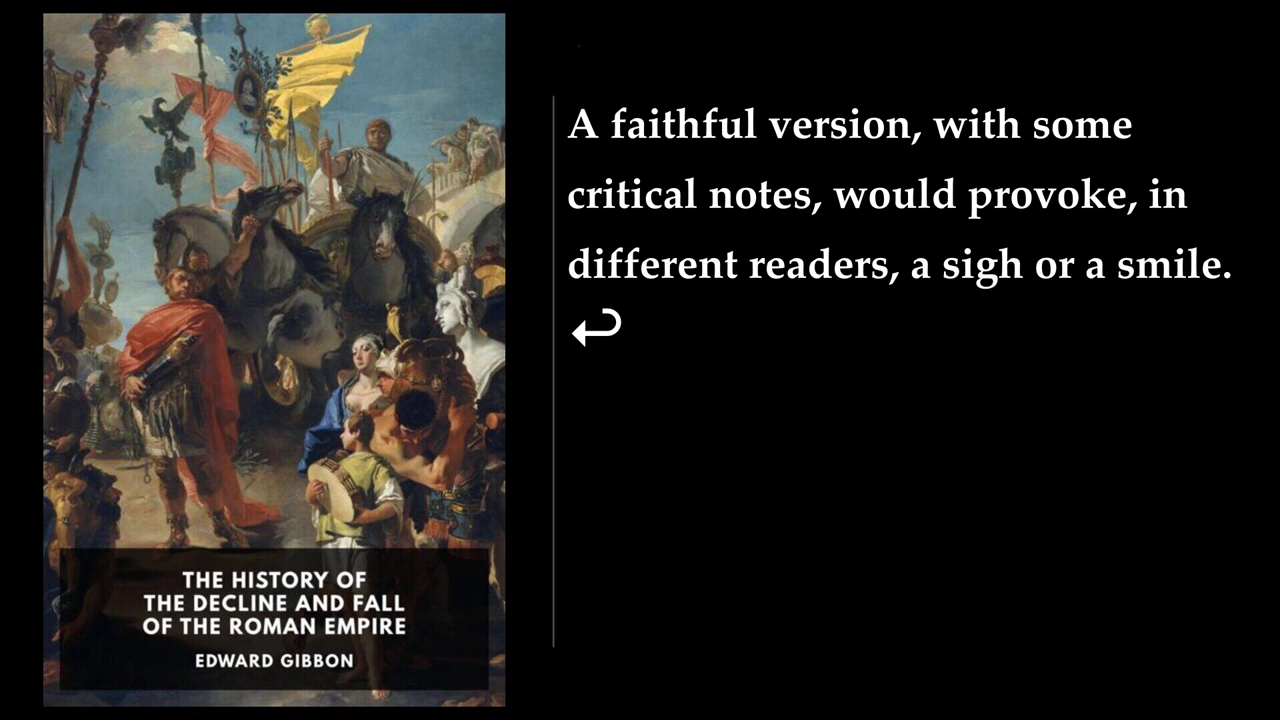 A faithful version, with some
critical notes, would provoke, in
different readers, a sigh or a smile.
↩
THE HISTORY OF
THE DECLINE AND FALL
OF THE ROMAN EMPIRE
EDWARD GIBBON